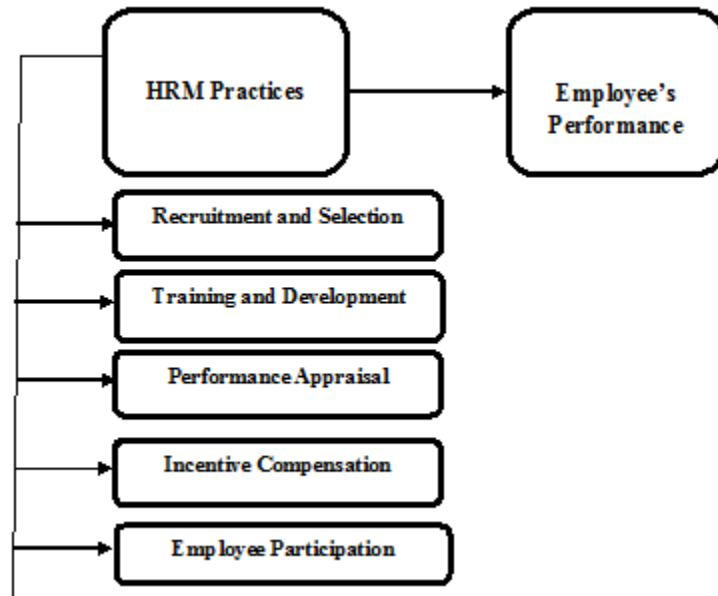 HRM Practices
Employee’s
Performance
Recruitment and Selection
Training and Development
Performance Appraisal
Incentive Compensation
Employee Participation